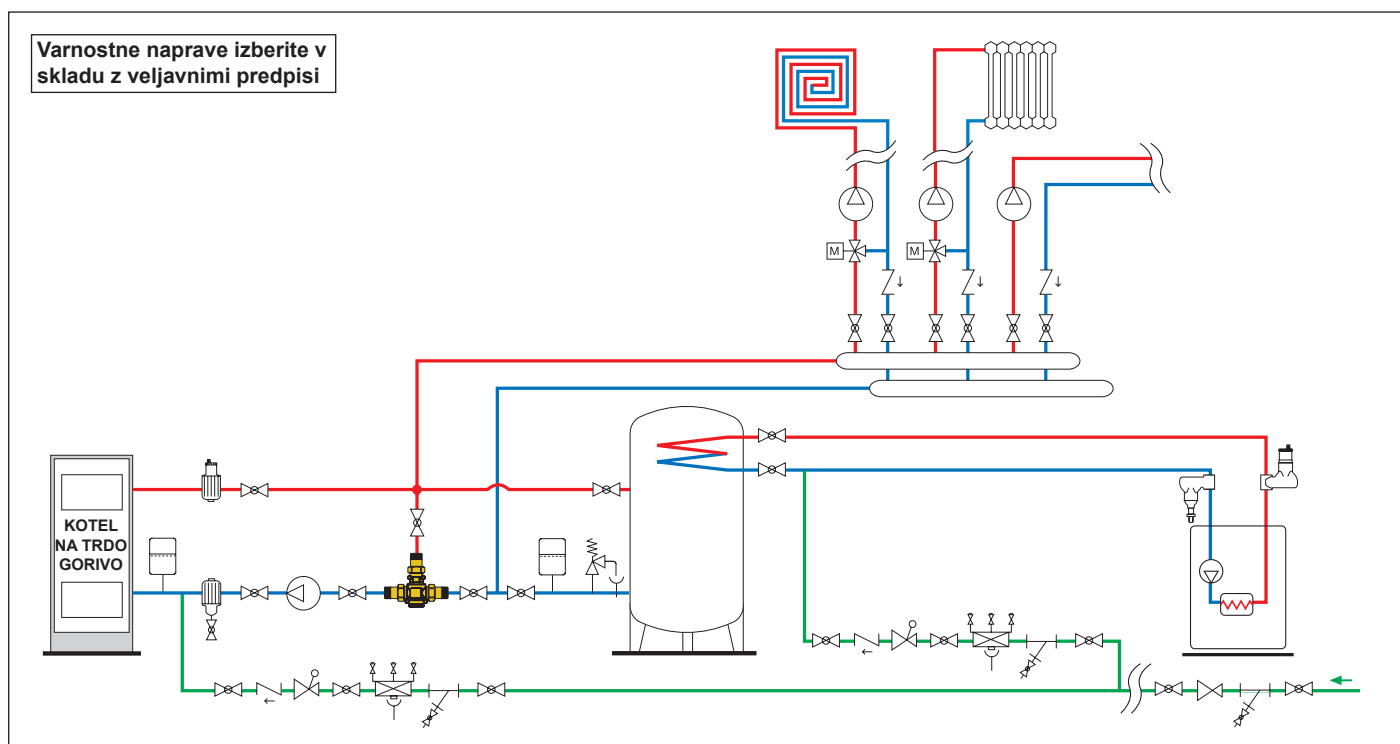 Varnostne naprave izberite v
skladu z veljavnimi predpisi
M
M
KOTEL
NA TRDO
GORIVO